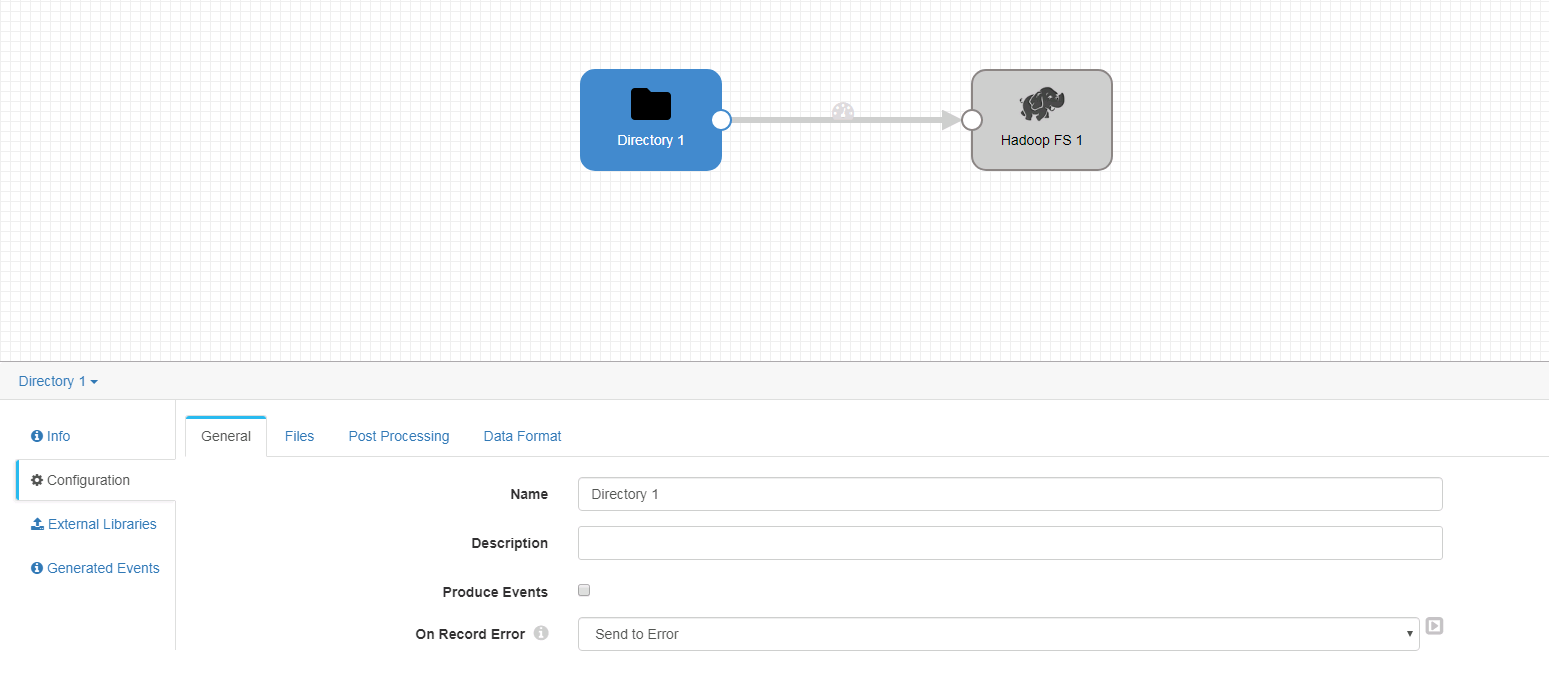 Directory 1
Hadoop FS 1
Directory 1
Info
Configuration
External Libraries
Generated Events
General Files Post Processing Data Format
Name Directory 1
Description
Produce Events
On Record Error Send to Error